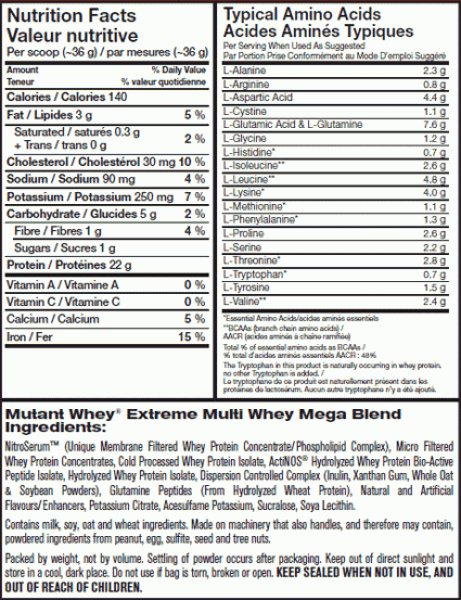 Nutrition Facts
Valeur nutritive
Per scoop (~36 g) / par mesures (~36 g)
Amount % Daily Value
Teneur % valeur quotidienne
Calories / Calories 140
Fat / Lipides 3 g 5 %
Saturated / saturés 0.3 g
+ Trans / trans 0 g 2 %
Cholesterol / Cholestérol 30 mg 10 %
Sodium / Sodium 90 mg 4 %
Potassium / Potassium 250 mg 7 %
Carbohydrate / Glucides 5 g 2 %
Fibre / Fibres 1 g 4 %
Sugars / Sucres 1 g
Protein / Protéines 22 g
Vitamin A / Vitamine A 0 %
Vitamin C / Vitamine C 0 %
Calcium / Calcium 5 %
Iron / Fer 15 %
Typical Amino Acids
Acides Aminés Typiques
Per Serving When Used As Suggested
Par Portion Prise Conformément au Mode D'emploi Suggéré
L-Alanine 2.3 g
L-Arginine 0.8 g
L-Aspartic Acid 4.4 g
L-Cystine 1.1 g
L-Glutamic Acid & L-Glutamine 7.6 g
L-Glycine 1.2 g
L-Histidine* 0.7 g
L-Isoleucine** 2.6 g
L-Leucine** 4.8 g
L-Lysine* 4.0 g
L-Methionine* 1.1 g
L-Phenylalanine* 1.3 g
L-Proline 2.6 g
L-Serine 2.2 g
L-Threonine* 2.8 g
L-Tryptophan* 0.7 g
L-Tyrosine 1.5 g
L-Valine** 2.4 g
*Essential Amino Acids/acides aminés essentiels
**BCAAs (branch chain amino acids) /
AACR (acides aminés à chaîne ramifiée)
Total % of essential amino acids as BCAAs /
% total d'acides aminés essentiels AACR : 48%
The Tryptophan in this product is naturally occurring in whey protein.
no other Tryptophan is added. /
Le tryptophane de ce produit est naturellement présent dans les
protéines de lactosérum. Aucun autre tryptophane n'y a été ajouté.
Mutant Whey® Extreme Multi Whey Mega Blend
Ingredients:
NitroSerum™ (Unique Membrane Filtered Whey Protein Concentrate/Phospholipid Complex), Micro Filtered
Whey Protein Concentrates, Cold Processed Whey Protein Isolate, ActiNOS® Hydrolyzed Whey Protein Bio-Active
Peptide Isolate, Hydrolyzed Whey Protein Isolate, Dispersion Controlled Complex (Inulin, Xanthan Gum, Whole Oat
& Soybean Powders), Glutamine Peptides (From Hydrolyzed Wheat Protein), Natural and Artificial
Flavours/Enhancers, Potassium Citrate, Acesulfame Potassium, Sucralose, Soya Lecithin.
Contains milk, soy, oat and wheat ingredients. Made on machinery that also handles, and therefore may contain,
powdered ingredients from peanut, egg, sulfite, seed and tree nuts.
Packed by weight, not by volume. Settling of powder occurs after packaging. Keep out of direct sunlight and
store in a cool, dark place. Do not use if bag is torn, broken or open. KEEP SEALED WHEN NOT IN USE, AND
OUT OF REACH OF CHILDREN.